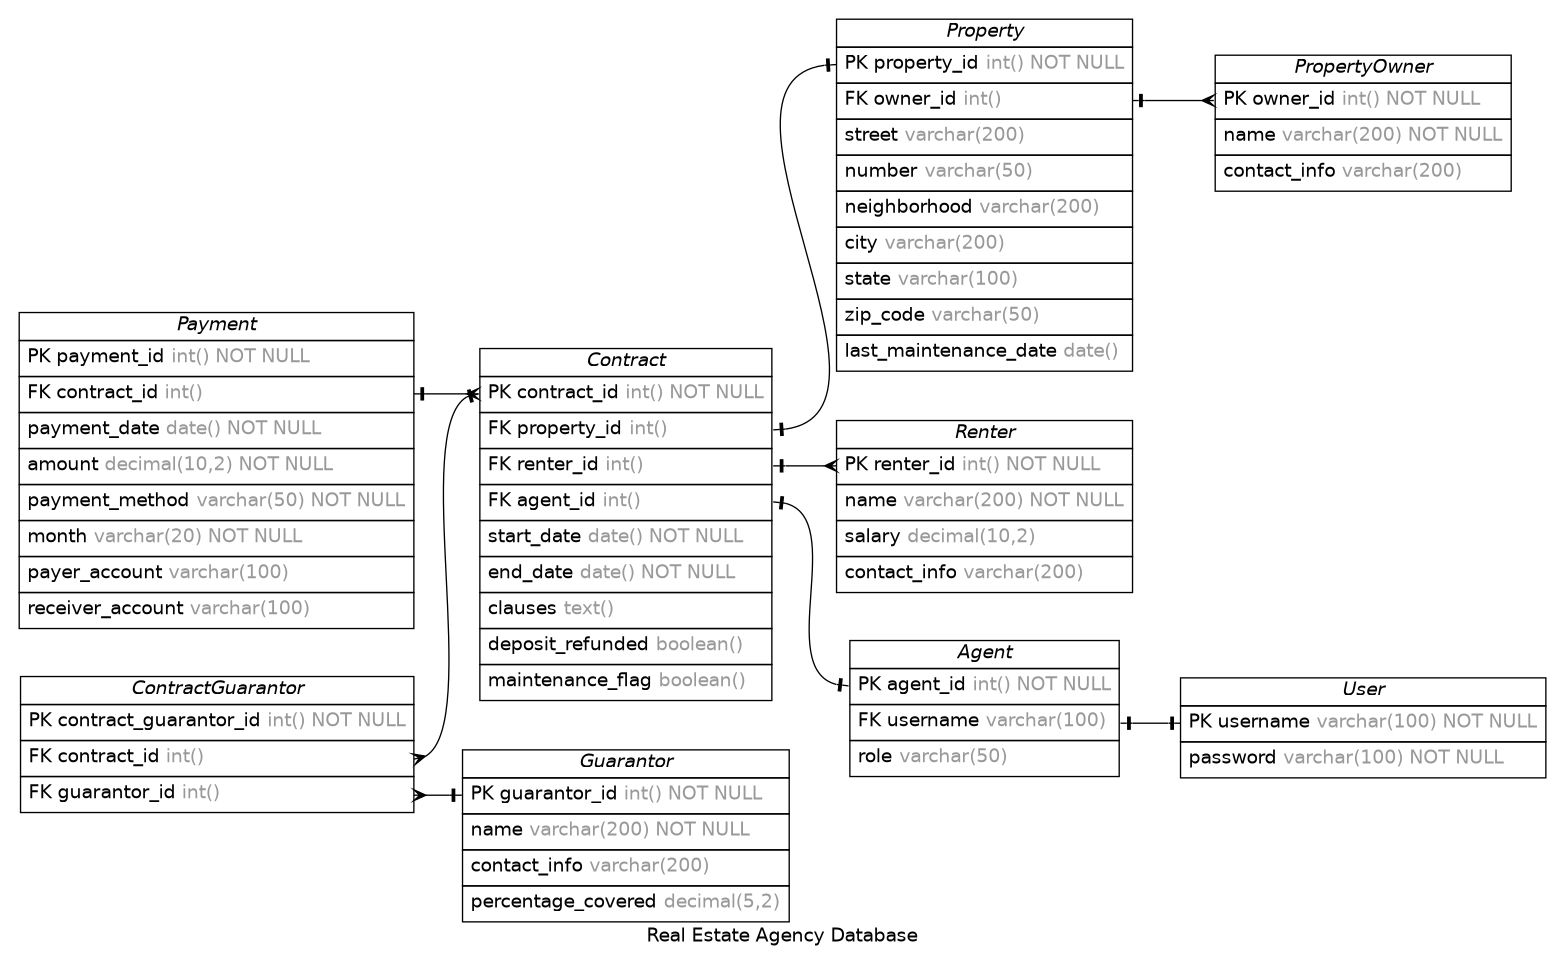 Property
PK property_id int() NOT NULL
FK owner_id int()
street varchar(200)
number varchar(50)
neighborhood varchar(200)
city varchar(200)
state varchar(100)
zip_code varchar(50)
last_maintenance_date date()
PropertyOwner
PK owner_id int() NOT NULL
name varchar(200) NOT NULL
contact_info varchar(200)
Payment
PK payment_id int() NOT NULL
FK contract_id int()
payment_date date() NOT NULL
amount decimal(10,2) NOT NULL
payment_method varchar(50) NOT NULL
month varchar(20) NOT NULL
payer_account varchar(100)
receiver_account varchar(100)
Contract
PK contract_id int() NOT NULL
FK property_id int()
FK renter_id int()
FK agent_id int()
start_date date() NOT NULL
end_date date() NOT NULL
clauses text()
deposit_refunded boolean()
maintenance_flag boolean()
Renter
PK renter_id int() NOT NULL
name varchar(200) NOT NULL
salary decimal(10,2)
contact_info varchar(200)
Agent
PK agent_id int() NOT NULL
FK username varchar(100)
role varchar(50)
User
PK username varchar(100) NOT NULL
password varchar(100) NOT NULL
ContractGuarantor
PK contract_guarantor_id int() NOT NULL
FK contract_id int()
FK guarantor_id int()
Guarantor
PK guarantor_id int() NOT NULL
name varchar(200) NOT NULL
contact_info varchar(200)
percentage_covered decimal(5,2)
Real Estate Agency Database